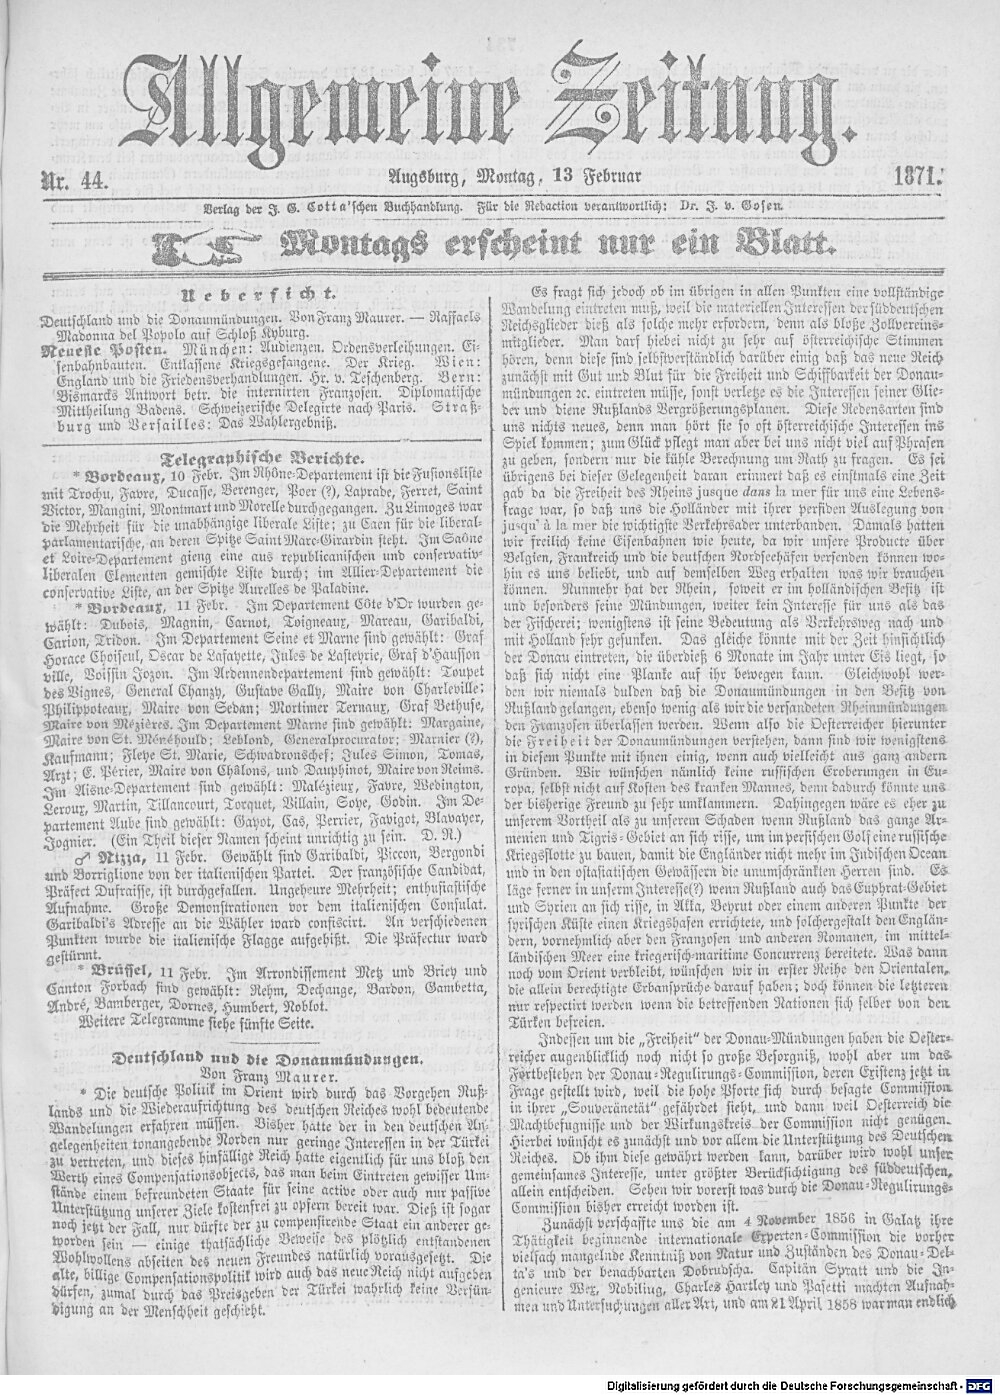 Allgemeine Zeitung.
Nr. 44.
Augsburg, Montag, 13 Februar
1871.
Verlag der J. G. Cotta'schen Buchhandlung. Für die Redaction verantwortlich: Dr. J. v. Gosen.
Montags erscheint nur ein Blatt.
Uebersicht.
Deutschland und die Donaumündungen. Von Franz Maurer. — Raffaels
Madonna del Popolo auf Schloß Kyburg.
Neueste Posten. München: Audienzen. Ordensverleihungen. Ei-
senbahnbauten. Entlassene Kriegsgefangene. Der Krieg. Wien:
England und die Friedensverhandlungen. Hr. v. Teschenberg. Bern:
Bismarcks Antwort betr. die internirten Franzosen. Diplomatische
Mittheilung Badens. Schweizerische Delegirte nach Paris. Straß-
burg und Versailles: Das Wahlergebniß.
Telegraphische Berichte.
* Bordeaux, 10 Febr. Im Rhône-Departement ist die Fusionsliste
mit Trochu, Favre, Ducasse, Berenger, Poer (?), Laprade, Ferret, Saint
Victor, Mangini, Montmart und Morelle durchgegangen. Zu Limoges war
die Mehrheit für die unabhängige liberale Liste; zu Caen für die liberal-
parlamentarische, an deren Spitze Saint Marc-Girardin steht. Im Saône
et Loire-Departement gieng eine aus republicanischen und conservativ-
liberalen Elementen gemischte Liste durch; im Allier-Departement die
conservative Liste, an der Spitze Aurelles de Paladine.
* Bordeaux, 11 Febr. Im Departement Côte d'Or wurden ge-
wählt: Dubois, Magnin, Carnot, Toigneaux, Mareau, Garibaldi,
Carion, Tridon. Im Departement Seine et Marne sind gewählt: Graf
Horace Choiseul, Oscar de Lafayette, Jules de Lasteyrie, Graf d'Hausson
ville, Voissin Jozon. Im Ardennendepartement sind gewählt: Toupet
des Vignes, General Chanzy, Gustave Gally, Maire von Charleville;
Philippoteaux, Maire von Sedan; Mortimer Ternaux, Graf Bethuse,
Maire von Mézières. Im Departement Marne sind gewählt: Margaine,
Maire von St. Ménéhould; Leblond, Generalprocurator; Marnier (?),
Kaufmann; Fleye St. Marie, Schwadronschef; Jules Simon, Tomas,
Arzt; E. Périer, Maire von Châlons, und Dauphinot, Maire von Reims.
Im Aisne-Departement sind gewählt: Malézieux, Favre, Wedington,
Leroux, Martin, Tillancourt, Torquet, Villain, Soye, Godin. Im De-
partement Aube sind gewählt: Gayot, Cas, Perrier, Favigot, Blavayer,
Jognier. (Ein Theil dieser Namen scheint unrichtig zu sein. D. R.)
♂ Nizza, 11 Febr. Gewählt sind Garibaldi, Piccon, Bergondi
und Borriglione von der italienischen Partei. Der französische Candidat,
Präfect Dufraisse, ist durchgefallen. Ungeheure Mehrheit; enthusiastische
Aufnahme. Große Demonstrationen vor dem italienischen Consulat.
Garibaldi's Adresse an die Wähler ward confiscirt. An verschiedenen
Punkten wurde die italienische Flagge aufgehißt. Die Präfectur ward
gestürmt.
* Brüssel, 11 Febr. Im Arrondissement Metz und Briey und
Canton Forbach sind gewählt: Rehm, Dechange, Bardon, Gambetta,
André, Bamberger, Dornes, Humbert, Noblot.
Weitere Telegramme siehe fünfte Seite.
Deutschland und die Donaumündungen.
Von Franz Maurer.
* Die deutsche Politik im Orient wird durch das Vorgehen Ruß-
lands und die Wiederaufrichtung des deutschen Reiches wohl bedeutende
Wandelungen erfahren müssen. Bisher hatte der in den deutschen An-
gelegenheiten tonangebende Norden nur geringe Interessen in der Türkei
zu vertreten, und dieses hinfällige Reich hatte eigentlich für uns bloß den
Werth eines Compensationsobjects, das man beim Eintreten gewisser Um-
stände einem befreundeten Staate für seine active oder auch nur passive
Unterstützung unserer Ziele kostenfrei zu opfern bereit war. Dieß ist sogar
noch jetzt der Fall, nur dürfte der zu compensirende Staat ein anderer ge-
worden sein — einige thatsächliche Beweise des plötzlich entstandenen
Wohlwollens abseiten des neuen Freundes natürlich vorausgesetzt. Die
alte, billige Compensationspolitik wird auch das neue Reich nicht aufgeben
dürfen, zumal durch das Preisgeben der Türkei wahrlich keine Versün-
digung an der Menschheit geschieht.
Es fragt sich jedoch ob im übrigen in allen Punkten eine vollständige
Wandelung eintreten muß, weil die materiellen Interessen der süddeutschen
Reichsglieder dieß als solche mehr erfordern, denn als bloße Zollvereins-
mitglieder. Man darf hiebei nicht zu sehr auf österreichische Stimmen
hören, denn diese sind selbstverständlich darüber einig daß das neue Reich
zunächst mit Gut und Blut für die Freiheit und Schiffbarkeit der Donau-
mündungen ꝛc. eintreten müsse, sonst verletze es die Interessen seiner Glie-
der und diene Rußlands Vergrößerungsplanen. Diese Redensarten sind
uns nichts neues, denn man hört sie so oft österreichische Interessen ins
Spiel kommen; zum Glück pflegt man aber bei uns nicht viel auf Phrasen
zu geben, sondern nur die kühle Berechnung um Rath zu fragen. Es sei
übrigens bei dieser Gelegenheit daran erinnert daß es einstmals eine Zeit
gab da die Freiheit des Rheins jusque dans la mer für uns eine Lebens-
frage war, so daß uns die Holländer mit ihrer perfiden Auslegung von
jusqu' à la mer die wichtigste Verkehrsader unterbanden. Damals hatten
wir freilich keine Eisenbahnen wie heute, da wir unsere Producte über
Belgien, Frankreich und die deutschen Nordseehäfen versenden können wo-
hin es uns beliebt, und auf demselben Weg erhalten was wir brauchen
können. Nunmehr hat der Rhein, soweit er im holländischen Besitz ist
und besonders seine Mündungen, weiter kein Interesse für uns als das
der Fischerei; wenigstens ist seine Bedeutung als Verkehrsweg nach und
mit Holland sehr gesunken. Das gleiche könnte mit der Zeit hinsichtlich
der Donau eintreten, die überdieß 6 Monate im Jahr unter Eis liegt, so
daß sich nicht eine Planke auf ihr bewegen kann. Gleichwohl wer-
den wir niemals dulden daß die Donaumündungen in den Besitz von
Rußland gelangen, ebenso wenig als wir die versandeten Rheinmündungen
den Franzosen überlassen werden. Wenn also die Oesterreicher hierunter
die Freiheit der Donaumündungen verstehen, dann sind wir wenigstens
in diesem Punkte mit ihnen einig, wenn auch vielleicht aus ganz andern
Gründen. Wir wünschen nämlich keine russischen Eroberungen in Eu-
ropa, selbst nicht auf Kosten des kranken Mannes, denn dadurch könnte uns
der bisherige Freund zu sehr umklammern. Dahingegen wäre es eher zu
unserem Vortheil als zu unserem Schaden wenn Rußland das ganze Ar-
menien und Tigris-Gebiet an sich risse, um im persischen Golf eine russische
Kriegsflotte zu bauen, damit die Engländer nicht mehr im Indischen Ocean
und in den ostasiatischen Gewässern die unumschränkten Herren sind. Es
läge ferner in unserm Interesse(?) wenn Rußland auch das Euphrat-Gebiet
und Syrien an sich risse, in Akka, Beyrut oder einem anderen Punkte der
syrischen Küste einen Kriegshafen errichtete, und solchergestalt den Englän-
dern, vornehmlich aber den Franzosen und anderen Romanen, im mittel-
ländischen Meer eine kriegerisch-maritime Concurrenz bereitete. Was dann
noch vom Orient verbleibt, wünschen wir in erster Reihe den Orientalen,
die allein berechtigte Erbansprüche darauf haben; doch können die letzteren
nur respectirt werden wenn die betreffenden Nationen sich selber von den
Türken befreien.
Indessen um die „Freiheit" der Donau-Mündungen haben die Oester-
reicher augenblicklich noch nicht so große Besorgniß, wohl aber um das
Fortbestehen der Donau-Regulirungs-Commission, deren Existenz jetzt in
Frage gestellt wird, weil die hohe Pforte sich durch besagte Commission
in ihrer „Souveränetät" gefährdet sieht, und dann weil Oesterreich die
Machtbefugnisse und der Wirkungskreis der Commission nicht genügen.
Hierbei wünscht es zunächst und vor allem die Unterstützung des Deutschen
Reiches. Ob ihm diese gewährt werden kann, darüber wird wohl unser
gemeinsames Interesse, unter größter Berücksichtigung des süddeutschen,
allein entscheiden. Sehen wir vorerst was durch die Donau-Regulirungs-
Commission bisher erreicht worden ist.
Zunächst verschaffte uns die am 4 November 1856 in Galatz ihre
Thätigkeit beginnende internationale Experten-Commission die vorher
vielfach mangelnde Kenntniß von Natur und Zuständen des Donau-Del-
ta's und der benachbarten Dobrudscha. Capitän Spratt und die In-
genieure Wex, Nobiling, Charles Hartley und Pasetti machten Aufnah-
men und Untersuchungen aller Art, und am 21 April 1858 war man endlich
Digitalisierung gefördert durch die Deutsche Forschungsgemeinschaft - DFG